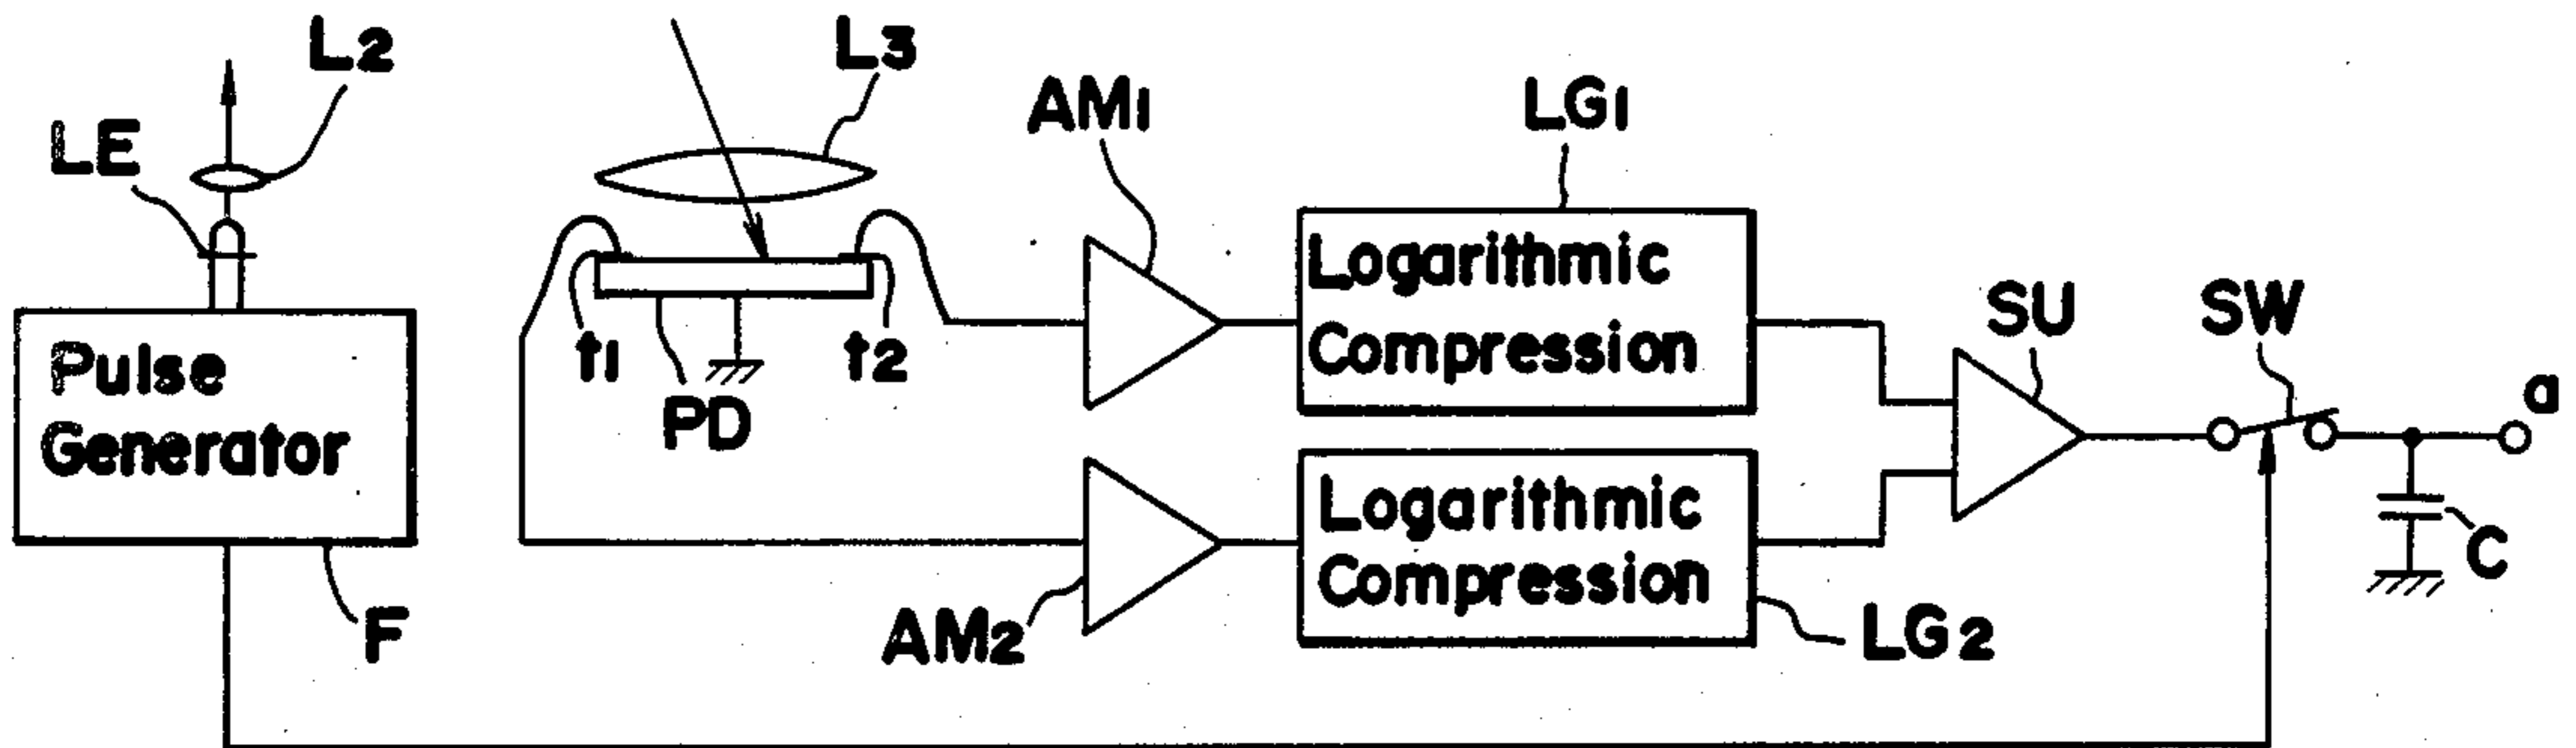 L2
L3
LE
AM1
LG1
Logarithmic
Compression
SU
SW
a
t1
t2
PD
Pulse
Generator
Logarithmic
Compression
C
F
AM2
LG2